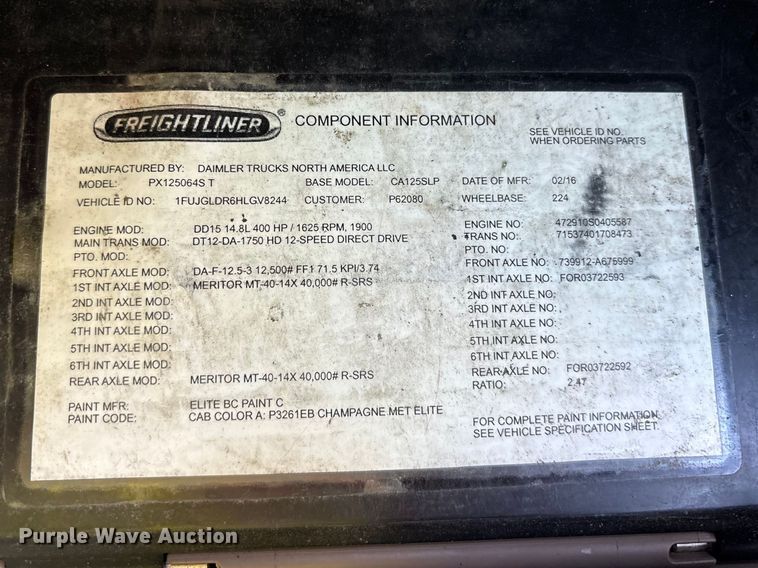 FREIGHTLINER ® COMPONENT INFORMATION
SEE VEHICLE ID NO.
WHEN ORDERING PARTS
MANUFACTURED BY: DAIMLER TRUCKS NORTH AMERICA LLC
MODEL: PX125064S T BASE MODEL: CA125SLP DATE OF MFR: 02/16
VEHICLE ID NO: 1FUJGLDR6HLGV8244 CUSTOMER: P62080 WHEELBASE: 224
ENGINE MOD: DD15 14.8L 400 HP / 1625 RPM, 1900 ENGINE NO: 472910S0405587
MAIN TRANS MOD: DT12-DA-1750 HD 12-SPEED DIRECT DRIVE TRANS NO: 71537401708473
PTO. MOD: PTO. NO:
FRONT AXLE MOD: DA-F-12.5-3 12,500# FF1 71.5 KPI/3.74 FRONT AXLE NO: 739912-A675999
1ST INT AXLE MOD: MERITOR MT-40-14X 40,000# R-SRS 1ST INT AXLE NO: FOR03722593
2ND INT AXLE MOD: 2ND INT AXLE NO:
3RD INT AXLE MOD: 3RD INT AXLE NO:
4TH INT AXLE MOD: 4TH INT AXLE NO:
5TH INT AXLE MOD: 5TH INT AXLE NO:
6TH INT AXLE MOD: 6TH INT AXLE NO:
REAR AXLE MOD: MERITOR MT-40-14X 40,000# R-SRS REAR AXLE NO: FOR03722592
RATIO: 2.47
PAINT MFR: ELITE BC PAINT C
PAINT CODE: CAB COLOR A: P3261EB CHAMPAGNE MET ELITE
FOR COMPLETE PAINT INFORMATION
SEE VEHICLE SPECIFICATION SHEET.
Purple Wave Auction